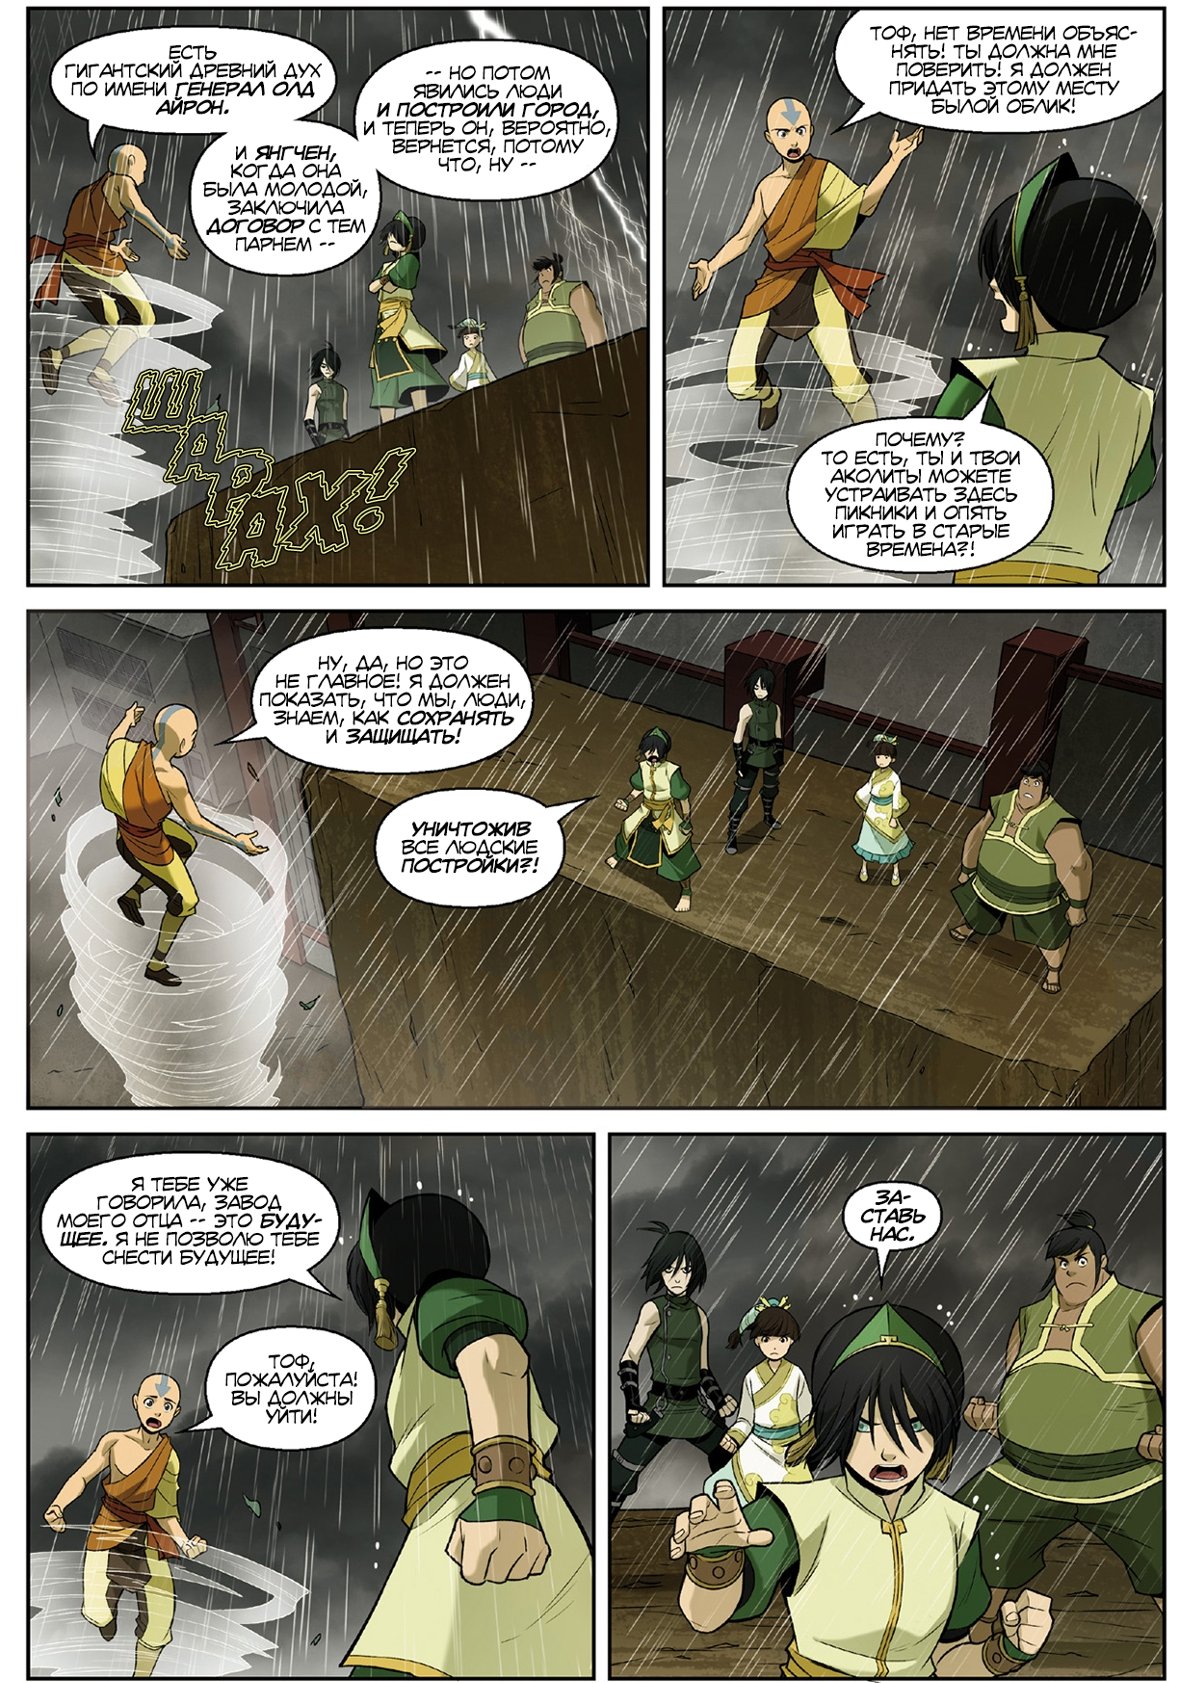 ЕСТЬ
ГИГАНТСКИЙ ДРЕВНИЙ ДУХ
ПО ИМЕНИ ГЕНЕРАЛ ОЛД
АЙРОН.
И ЯНГЧЕН,
КОГДА ОНА
БЫЛА МОЛОДОЙ,
ЗАКЛЮЧИЛА
ДОГОВОР С ТЕМ
ПАРНЕМ --
-- НО ПОТОМ
ЯВИЛИСЬ ЛЮДИ
И ПОСТРОИЛИ ГОРОД,
И ТЕПЕРЬ ОН, ВЕРОЯТНО,
ВЕРНЕТСЯ, ПОТОМУ
ЧТО, НУ --
ШАРАХ!
ТОФ, НЕТ ВРЕМЕНИ ОБЪЯС-
НЯТЬ! ТЫ ДОЛЖНА МНЕ
ПОВЕРИТЬ! Я ДОЛЖЕН
ПРИДАТЬ ЭТОМУ МЕСТУ
БЫЛОЙ ОБЛИК!
ПОЧЕМУ?
ТО ЕСТЬ, ТЫ И ТВОИ
АКОЛИТЫ МОЖЕТЕ
УСТРАИВАТЬ ЗДЕСЬ
ПИКНИКИ И ОПЯТЬ
ИГРАТЬ В СТАРЫЕ
ВРЕМЕНА?!
НУ, ДА, НО ЭТО
НЕ ГЛАВНОЕ! Я ДОЛЖЕН
ПОКАЗАТЬ, ЧТО МЫ, ЛЮДИ,
ЗНАЕМ, КАК СОХРАНЯТЬ
И ЗАЩИЩАТЬ!
УНИЧТОЖИВ
ВСЕ ЛЮДСКИЕ
ПОСТРОЙКИ?!
Я ТЕБЕ УЖЕ
ГОВОРИЛА, ЗАВОД
МОЕГО ОТЦА -- ЭТО БУДУ-
ЩЕЕ. Я НЕ ПОЗВОЛЮ ТЕБЕ
СНЕСТИ БУДУЩЕЕ!
ТОФ,
ПОЖАЛУЙСТА!
ВЫ ДОЛЖНЫ
УЙТИ!
ЗА-
СТАВЬ
НАС.